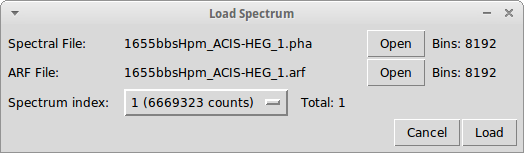 Load Spectrum
Spectral File: 1655bbsHpm_ACIS-HEG_1.pha Open Bins: 8192
ARF File: 1655bbsHpm_ACIS-HEG_1.arf Open Bins: 8192
Spectrum index: 1 (6669323 counts) Total: 1
Cancel Load